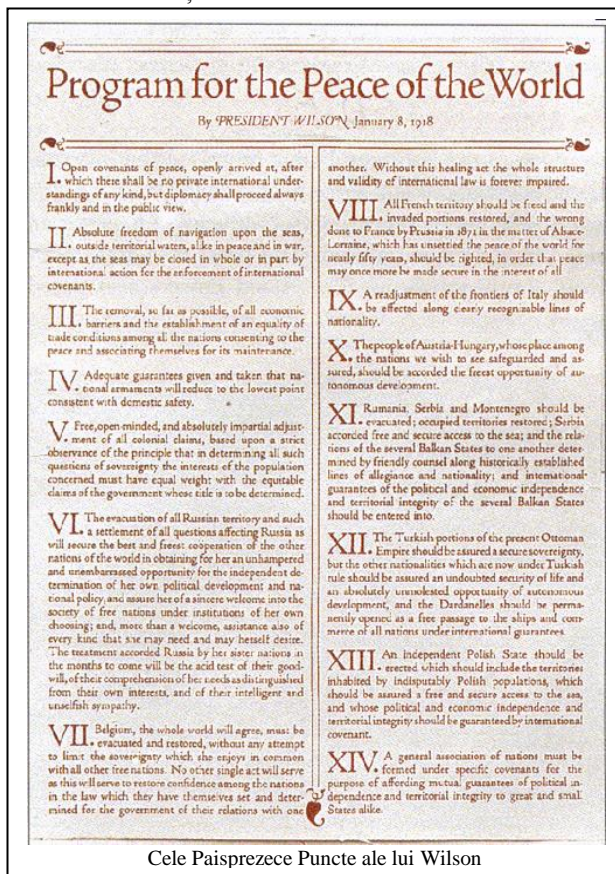 Program for the Peace of the World
By PRESIDENT WILSON January 8, 1918
I. Open covenants of peace, openly arrived at, after
which there shall be no private international under-
standings of any kind, but diplomacy shall proceed always
frankly and in the public view.
II. Absolute freedom of navigation upon the seas,
outside territorial waters, alike in peace and in war,
except as the seas may be closed in whole or in part by
international action for the enforcement of international
covenants.
III. The removal, so far as possible, of all economic
barriers and the establishment of an equality of
trade conditions among all the nations consenting to the
peace and associating themselves for its maintenance.
IV. Adequate guarantees given and taken that na-
tional armaments will reduce to the lowest point
consistent with domestic safety.
V. Free, open-minded, and absolutely impartial adjust-
ment of all colonial claims, based upon a strict
observance of the principle that in determining all such
questions of sovereignty the interests of the population
concerned must have equal weight with the equitable
claims of the government whose title is to be determined.
VI. The evacuation of all Russian territory and such
a settlement of all questions affecting Russia as
will secure the best and freest cooperation of the other
nations of the world in obtaining for her an unhampered
and unembarrassed opportunity for the independent de-
termination of her own political development and na-
tional policy, and assure her of a sincere welcome into the
society of free nations under institutions of her own
choosing; and, more than a welcome, assistance also of
every kind that she may need and may herself desire.
The treatment accorded Russia by her sister nations in
the months to come will be the acid test of their good-
will, of their comprehension of her needs as distinguished
from their own interests, and of their intelligent and
unselfish sympathy.
VII. Belgium, the whole world will agree, must be
evacuated and restored, without any attempt
to limit the sovereignty which she enjoys in common
with all other free nations. No other single act will serve
as this will serve to restore confidence among the nations
in the law which they have themselves set and deter-
mined for the government of their relations with one
another. Without this healing act the whole structure
and validity of international law is forever impaired.
VIII. All French territory should be freed and the
invaded portions restored, and the wrong
done to France by Prussia in 1871 in the matter of Alsace-
Lorraine, which has unsettled the peace of the world for
nearly fifty years, should be righted, in order that peace
may once more be made secure in the interest of all
IX. A readjustment of the frontiers of Italy should
be effected along clearly recognizable lines of
nationality.
X. The people of Austria-Hungary, whose place among
the nations we wish to see safeguarded and as-
sured, should be accorded the freest opportunity of au-
tonomous development.
XI. Rumania, Serbia and Montenegro should be
evacuated; occupied territories restored; Serbia
accorded free and secure access to the sea; and the rela-
tions of the several Balkan States to one another deter-
mined by friendly counsel along historically established
lines of allegiance and nationality; and international
guarantees of the political and economic independence
and territorial integrity of the several Balkan States
should be entered into.
XII. The Turkish portions of the present Ottoman
Empire should be assured a secure sovereignty,
but the other nationalities which are now under Turkish
rule should be assured an undoubted security of life and
an absolutely unmolested opportunity of autonomous
development, and the Dardanelles should be perma-
nently opened as a free passage to the ships and com-
merce of all nations under international guarantees.
XIII. An independent Polish State should be
erected which should include the territories
inhabited by indisputably Polish populations, which
should be assured a free and secure access to the sea,
and whose political and economic independence and
territorial integrity should be guaranteed by international
covenant.
XIV. A general association of nations must be
formed under specific covenants for the
purpose of affording mutual guarantees of political in-
dependence and territorial integrity to great and small
States alike.
Cele Paisprezece Puncte ale lui Wilson